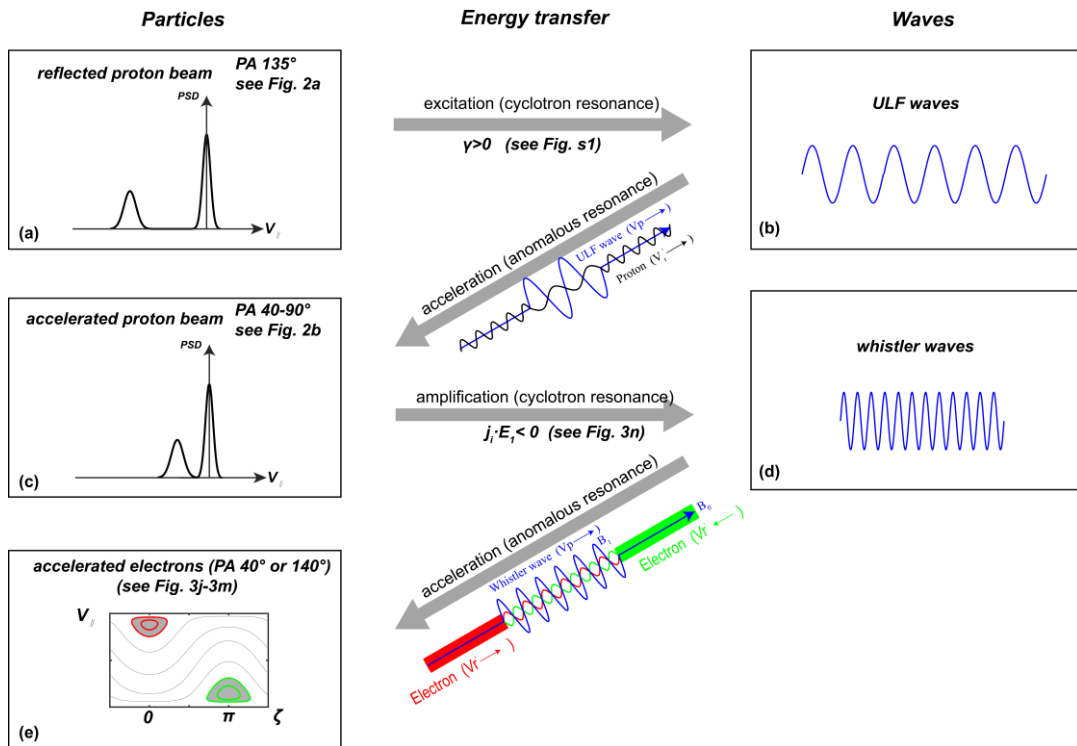 Particles
Energy transfer
Waves
reflected proton beam
PA 135°
see Fig. 2a
PSD
V//
(a)
excitation (cyclotron resonance)
γ>0 (see Fig. s1)
ULF waves
(b)
acceleration (anomalous resonance)
ULF wave (Vp→)
Proton (Vr→)
accelerated proton beam
PA 40-90°
see Fig. 2b
PSD
V//
(c)
amplification (cyclotron resonance)
ji·E1< 0 (see Fig. 3n)
whistler waves
(d)
acceleration (anomalous resonance)
Whistler wave (Vp→)
B1
B0
Electron (Vr←)
Electron (Vr→)
accelerated electrons (PA 40° or 140°)
(see Fig. 3j-3m)
V//
0
π
ζ
(e)